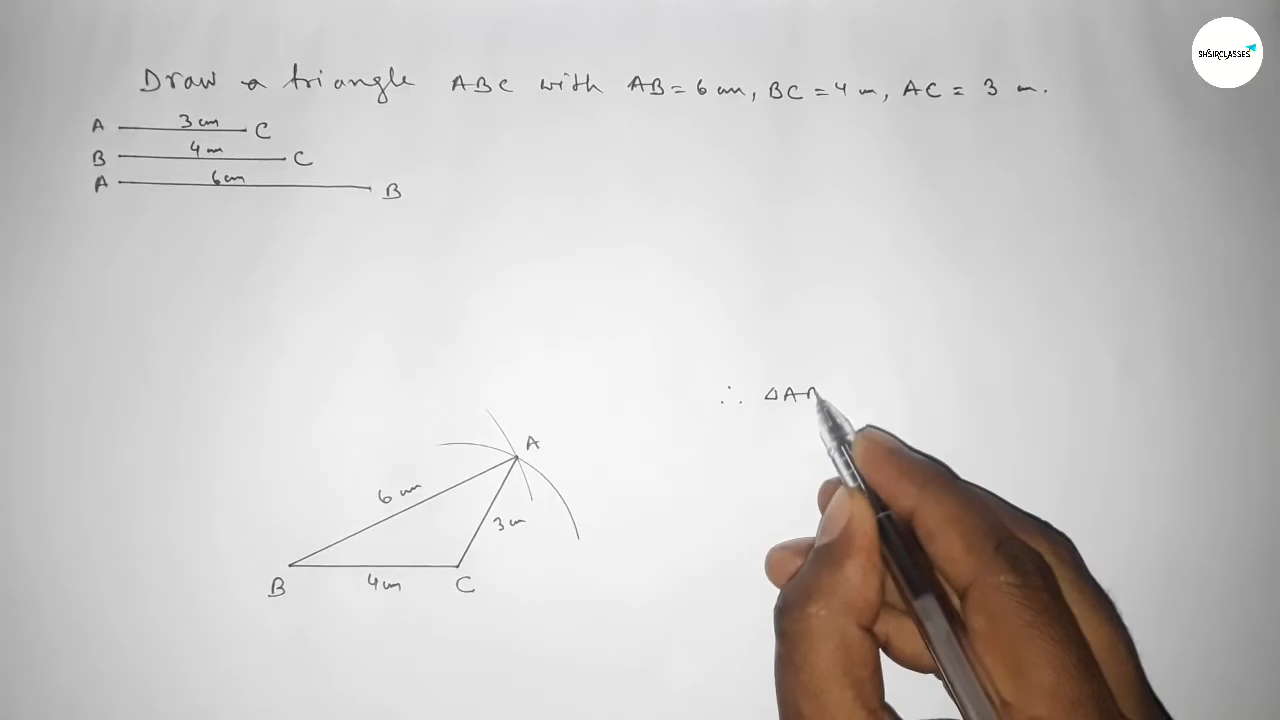 SHSIRCLASSES
Draw a triangle ABC with AB = 6 cm, BC = 4 cm, AC = 3 cm.
A 3 cm C
B 4 cm C
A 6 cm B
∴ △AB
A
6 cm
3 cm
B 4 cm C